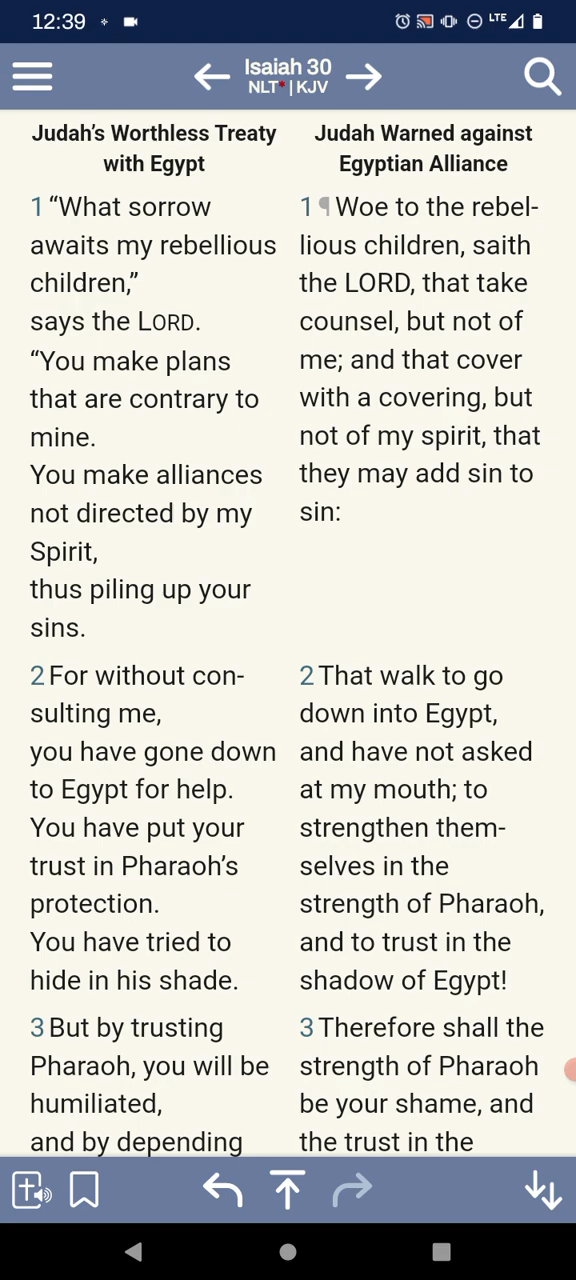 12:39
LTE
Isaiah 30
NLT* | KJV
Judah's Worthless Treaty
with Egypt
1 “What sorrow
awaits my rebellious
children,”
says the LORD.
“You make plans
that are contrary to
mine.
You make alliances
not directed by my
Spirit,
thus piling up your
sins.
2 For without con-
sulting me,
you have gone down
to Egypt for help.
You have put your
trust in Pharaoh’s
protection.
You have tried to
hide in his shade.
3 But by trusting
Pharaoh, you will be
humiliated,
and by depending
Judah Warned against
Egyptian Alliance
1 ¶ Woe to the rebel-
lious children, saith
the LORD, that take
counsel, but not of
me; and that cover
with a covering, but
not of my spirit, that
they may add sin to
sin:
2 That walk to go
down into Egypt,
and have not asked
at my mouth; to
strengthen them-
selves in the
strength of Pharaoh,
and to trust in the
shadow of Egypt!
3 Therefore shall the
strength of Pharaoh
be your shame, and
the trust in the